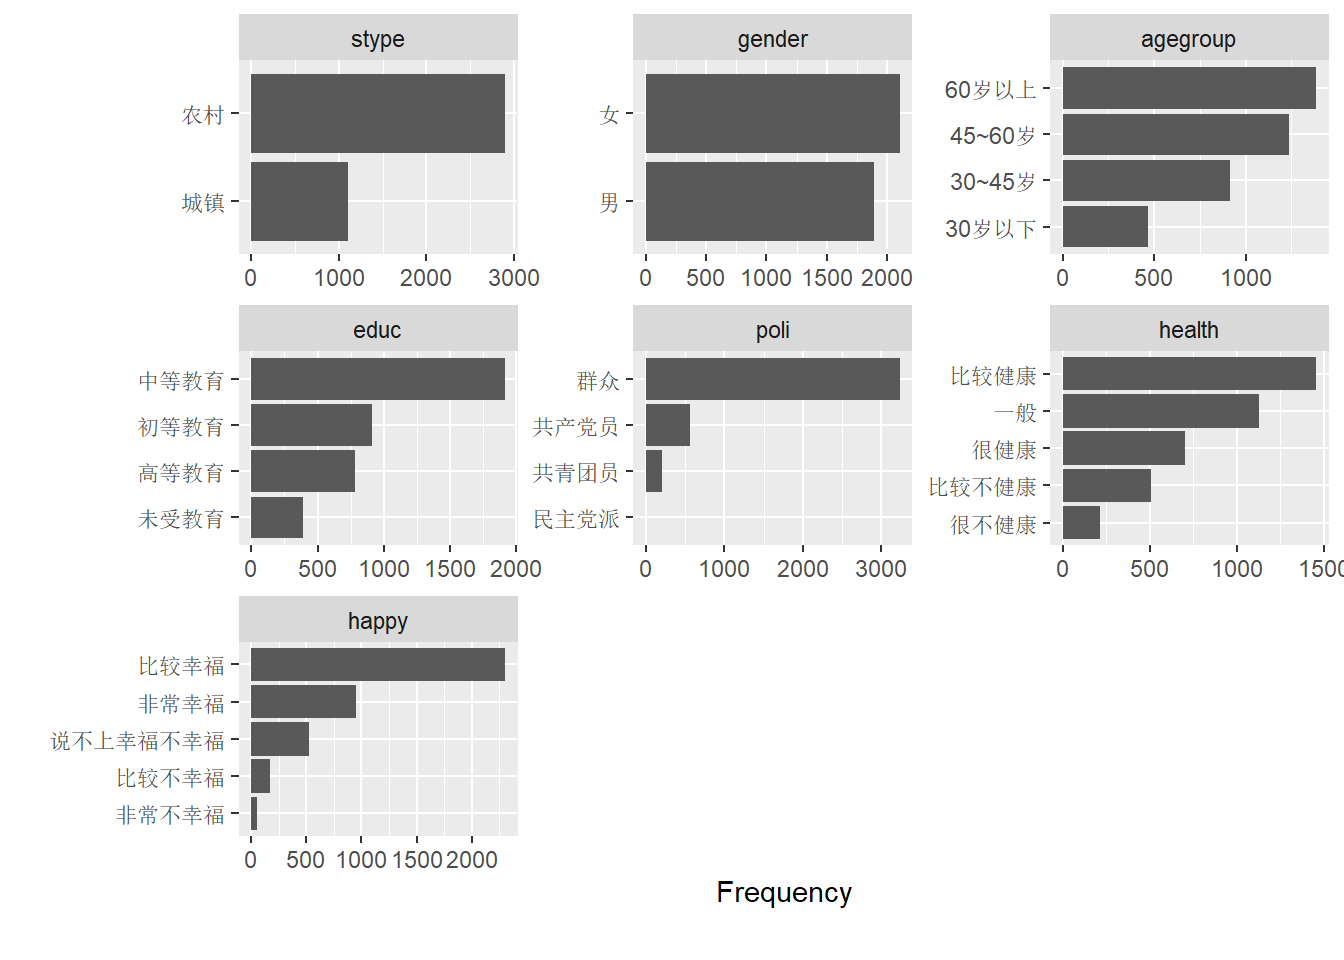 stype
农村
城镇
0 1000 2000 3000
gender
女
男
0 500 1000 1500 2000
agegroup
60岁以上
45~60岁
30~45岁
30岁以下
0 500 1000
educ
中等教育
初等教育
高等教育
未受教育
0 500 1000 1500 2000
poli
群众
共产党员
共青团员
民主党派
0 1000 2000 3000
health
比较健康
一般
很健康
比较不健康
很不健康
0 500 1000 1500
happy
比较幸福
非常幸福
说不上幸福不幸福
比较不幸福
非常不幸福
0 500 1000 1500 2000
Frequency